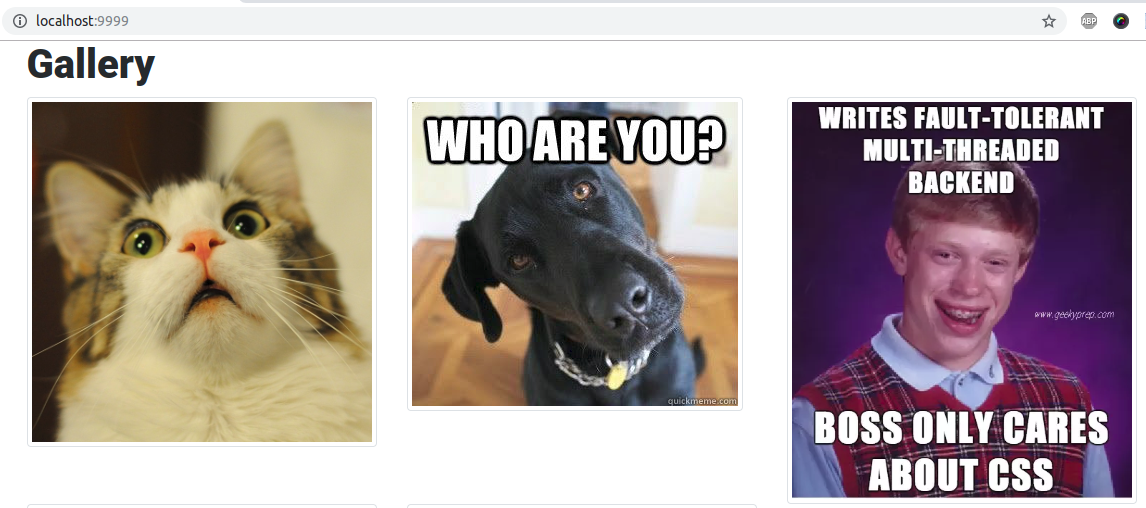 localhost:9999
ABP
Gallery
WHO ARE YOU?
quickmeme.com
WRITES FAULT-TOLERANT
MULTI-THREADED
BACKEND
www.geekyprep.com
BOSS ONLY CARES
ABOUT CSS